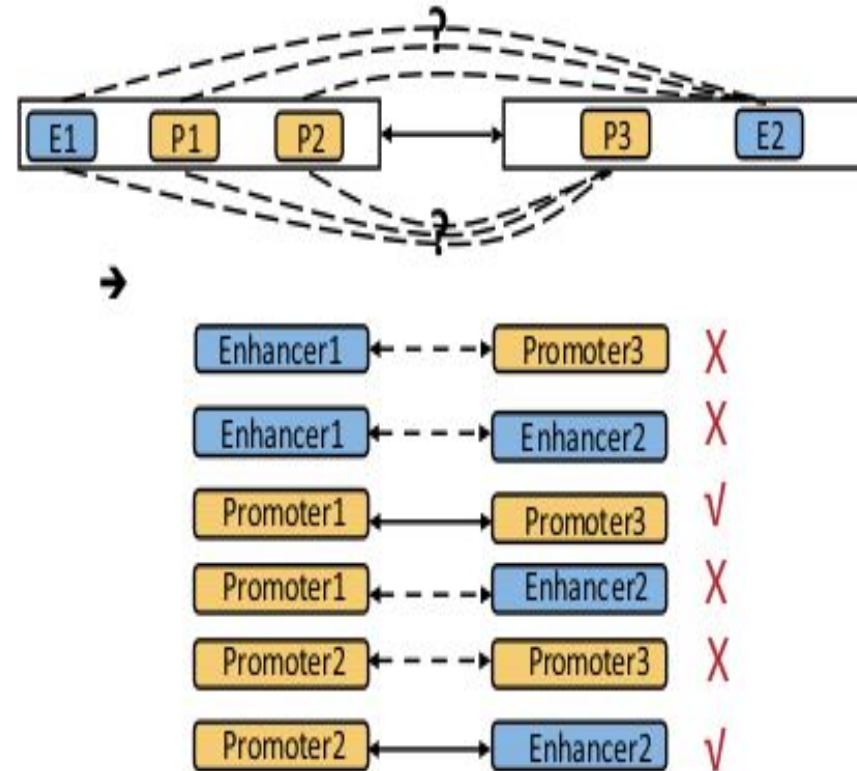 ?
E1 P1 P2 P3 E2
?
Enhancer1 Promoter3 X
Enhancer1 Enhancer2 X
Promoter1 Promoter3 √
Promoter1 Enhancer2 X
Promoter2 Promoter3 X
Promoter2 Enhancer2 √